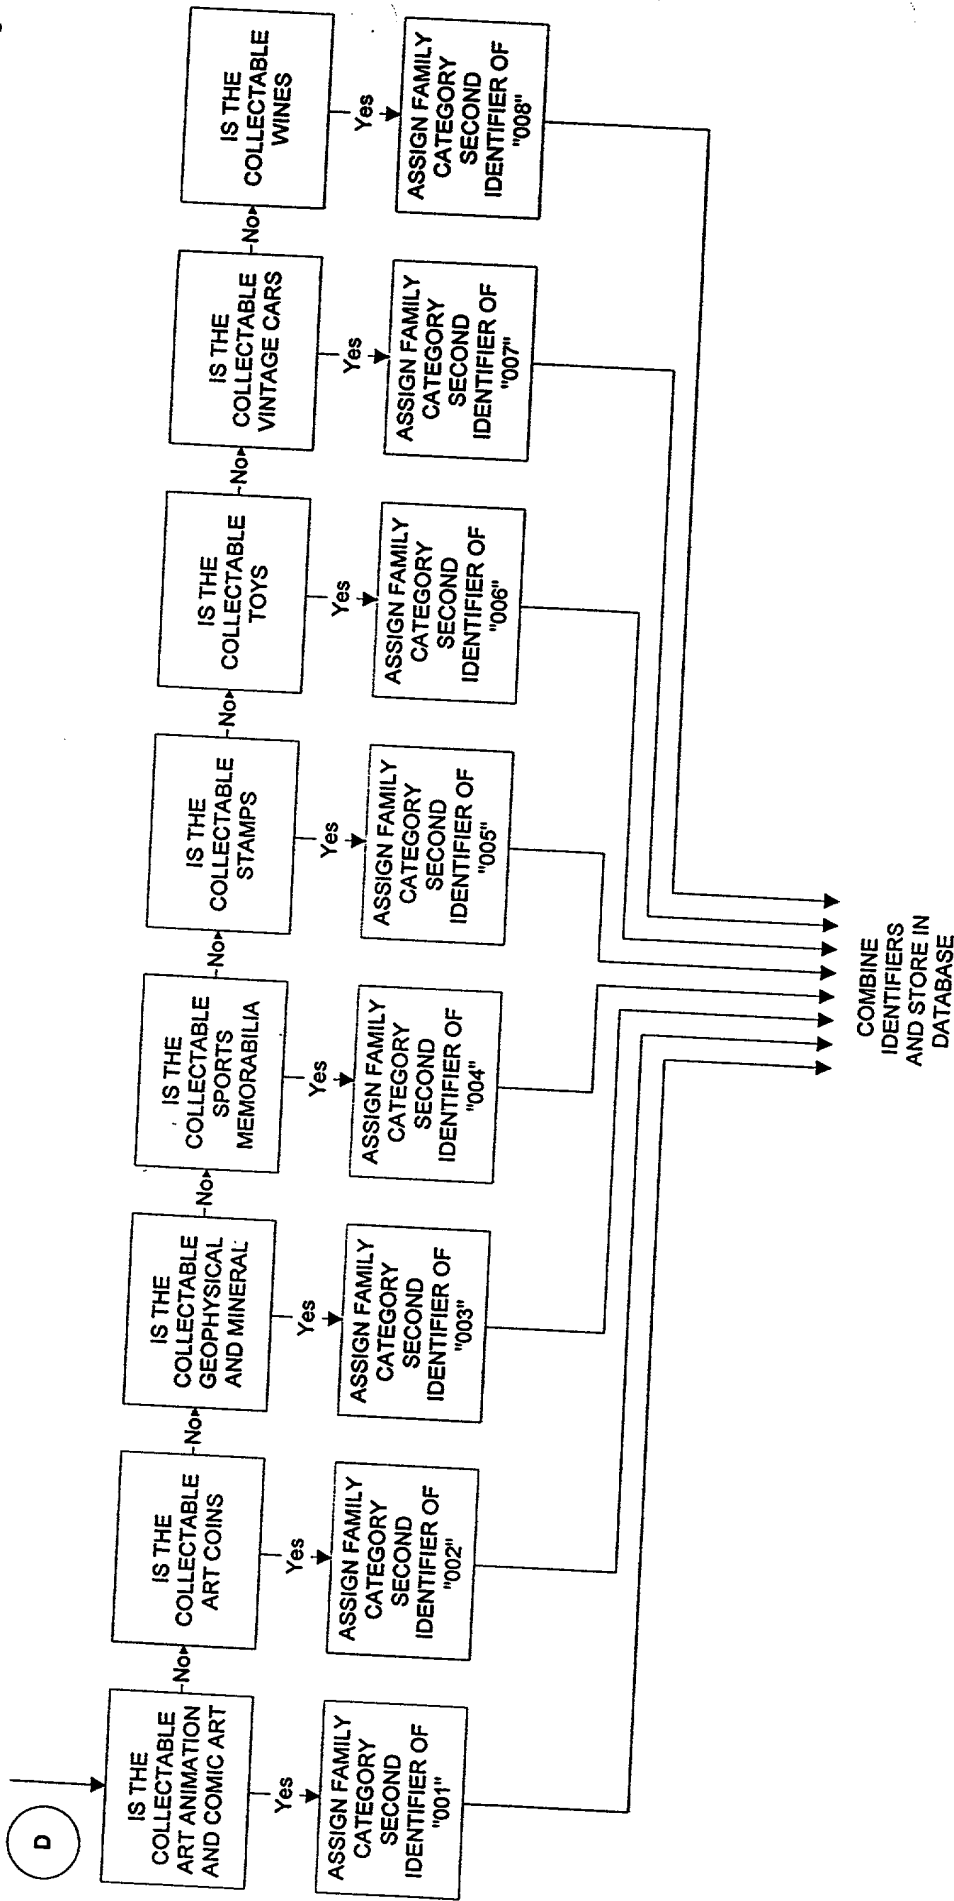 D
IS THE
COLLECTABLE
ART ANIMATION
AND COMIC ART
No
IS THE
COLLECTABLE
ART COINS
No
IS THE
COLLECTABLE
GEOPHYSICAL
AND MINERAL
No
IS THE
COLLECTABLE
SPORTS
MEMORABILIA
No
IS THE
COLLECTABLE
STAMPS
No
IS THE
COLLECTABLE
TOYS
No
IS THE
COLLECTABLE
VINTAGE CARS
No
IS THE
COLLECTABLE
WINES
Yes
Yes
Yes
Yes
Yes
Yes
Yes
Yes
ASSIGN FAMILY
CATEGORY
SECOND
IDENTIFIER OF
"001"
ASSIGN FAMILY
CATEGORY
SECOND
IDENTIFIER OF
"002"
ASSIGN FAMILY
CATEGORY
SECOND
IDENTIFIER OF
"003"
ASSIGN FAMILY
CATEGORY
SECOND
IDENTIFIER OF
"004"
ASSIGN FAMILY
CATEGORY
SECOND
IDENTIFIER OF
"005"
ASSIGN FAMILY
CATEGORY
SECOND
IDENTIFIER OF
"006"
ASSIGN FAMILY
CATEGORY
SECOND
IDENTIFIER OF
"007"
ASSIGN FAMILY
CATEGORY
SECOND
IDENTIFIER OF
"008"
COMBINE
IDENTIFIERS
AND STORE IN
DATABASE